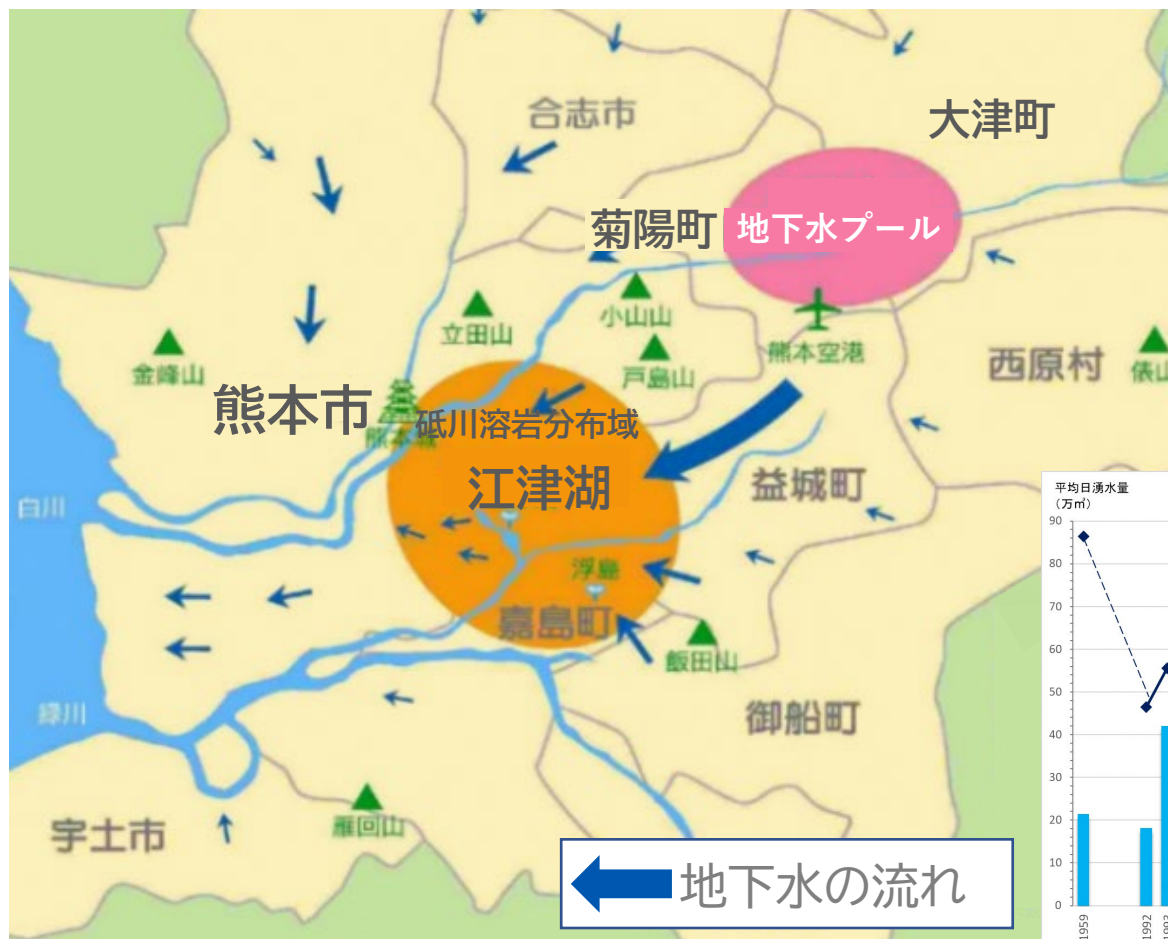 合志市
大津町
菊陽町
地下水プール
小山山
立田山
戸島山
熊本空港
金峰山
西原村
俵山
熊本市
熊本城
砥川溶岩分布域
江津湖
益城町
白川
浮島
嘉島町
飯田山
緑川
御船町
雁回山
宇土市
地下水の流れ
平均日湧水量
(万㎥)
90
80
70
60
50
40
30
20
10
0
1959
1992
1993